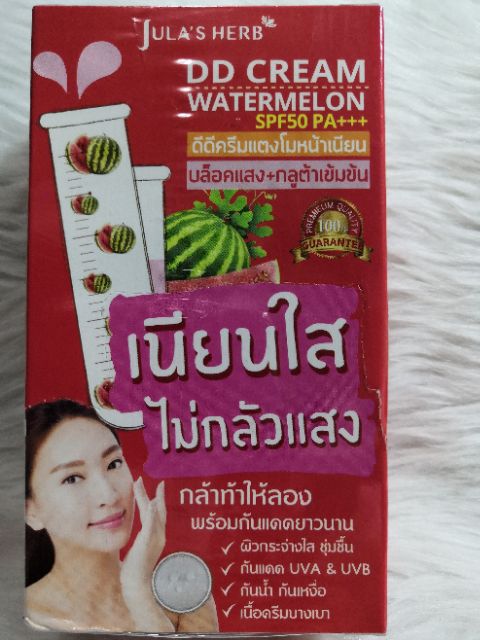 JULA'S HERB
DD CREAM
WATERMELON
SPF50 PA+++
ดีดีครีมแตงโมหน้าเนียน
บล็อคแสง+กลูต้าเข้มข้น
PREMIUM QUALITY
100%
GUARANTEE
เนียนใส
ไม่กลัวแสง
กล้าท้าให้ลอง
พร้อมกันแดดยาวนาน
✓ ผิวกระจ่างใส ชุ่มชื้น
✓ กันแดด UVA & UVB
✓ กันน้ำ กันเหงื่อ
✓ เนื้อครีมบางเบา